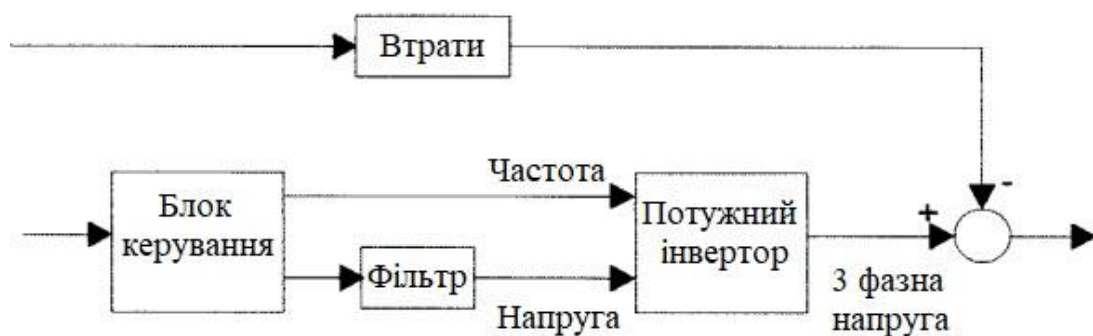 Втрати
-
Частота
Блок
керування
Потужний
інвертор
+
Фільтр
Напруга
3 фазна
напруга